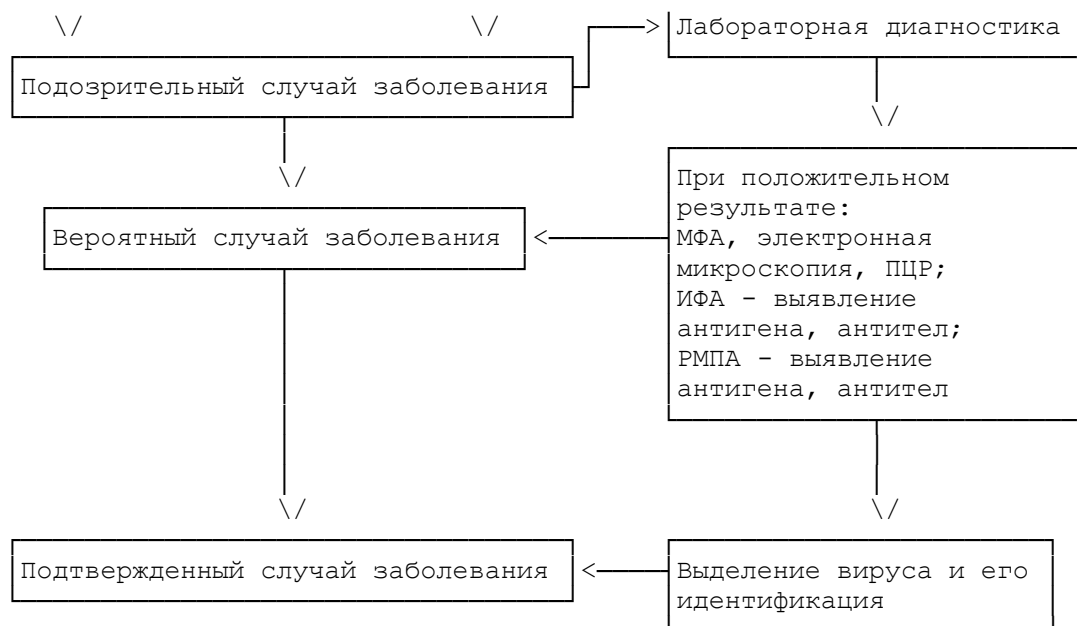 Лабораторная диагностика
Подозрительный случай заболевания
При положительном
результате:
МФА, электронная
микроскопия, ПЦР;
ИФА - выявление
антигена, антител;
РМПА - выявление
антигена, антител
Вероятный случай заболевания
Подтвержденный случай заболевания
Выделение вируса и его
идентификация